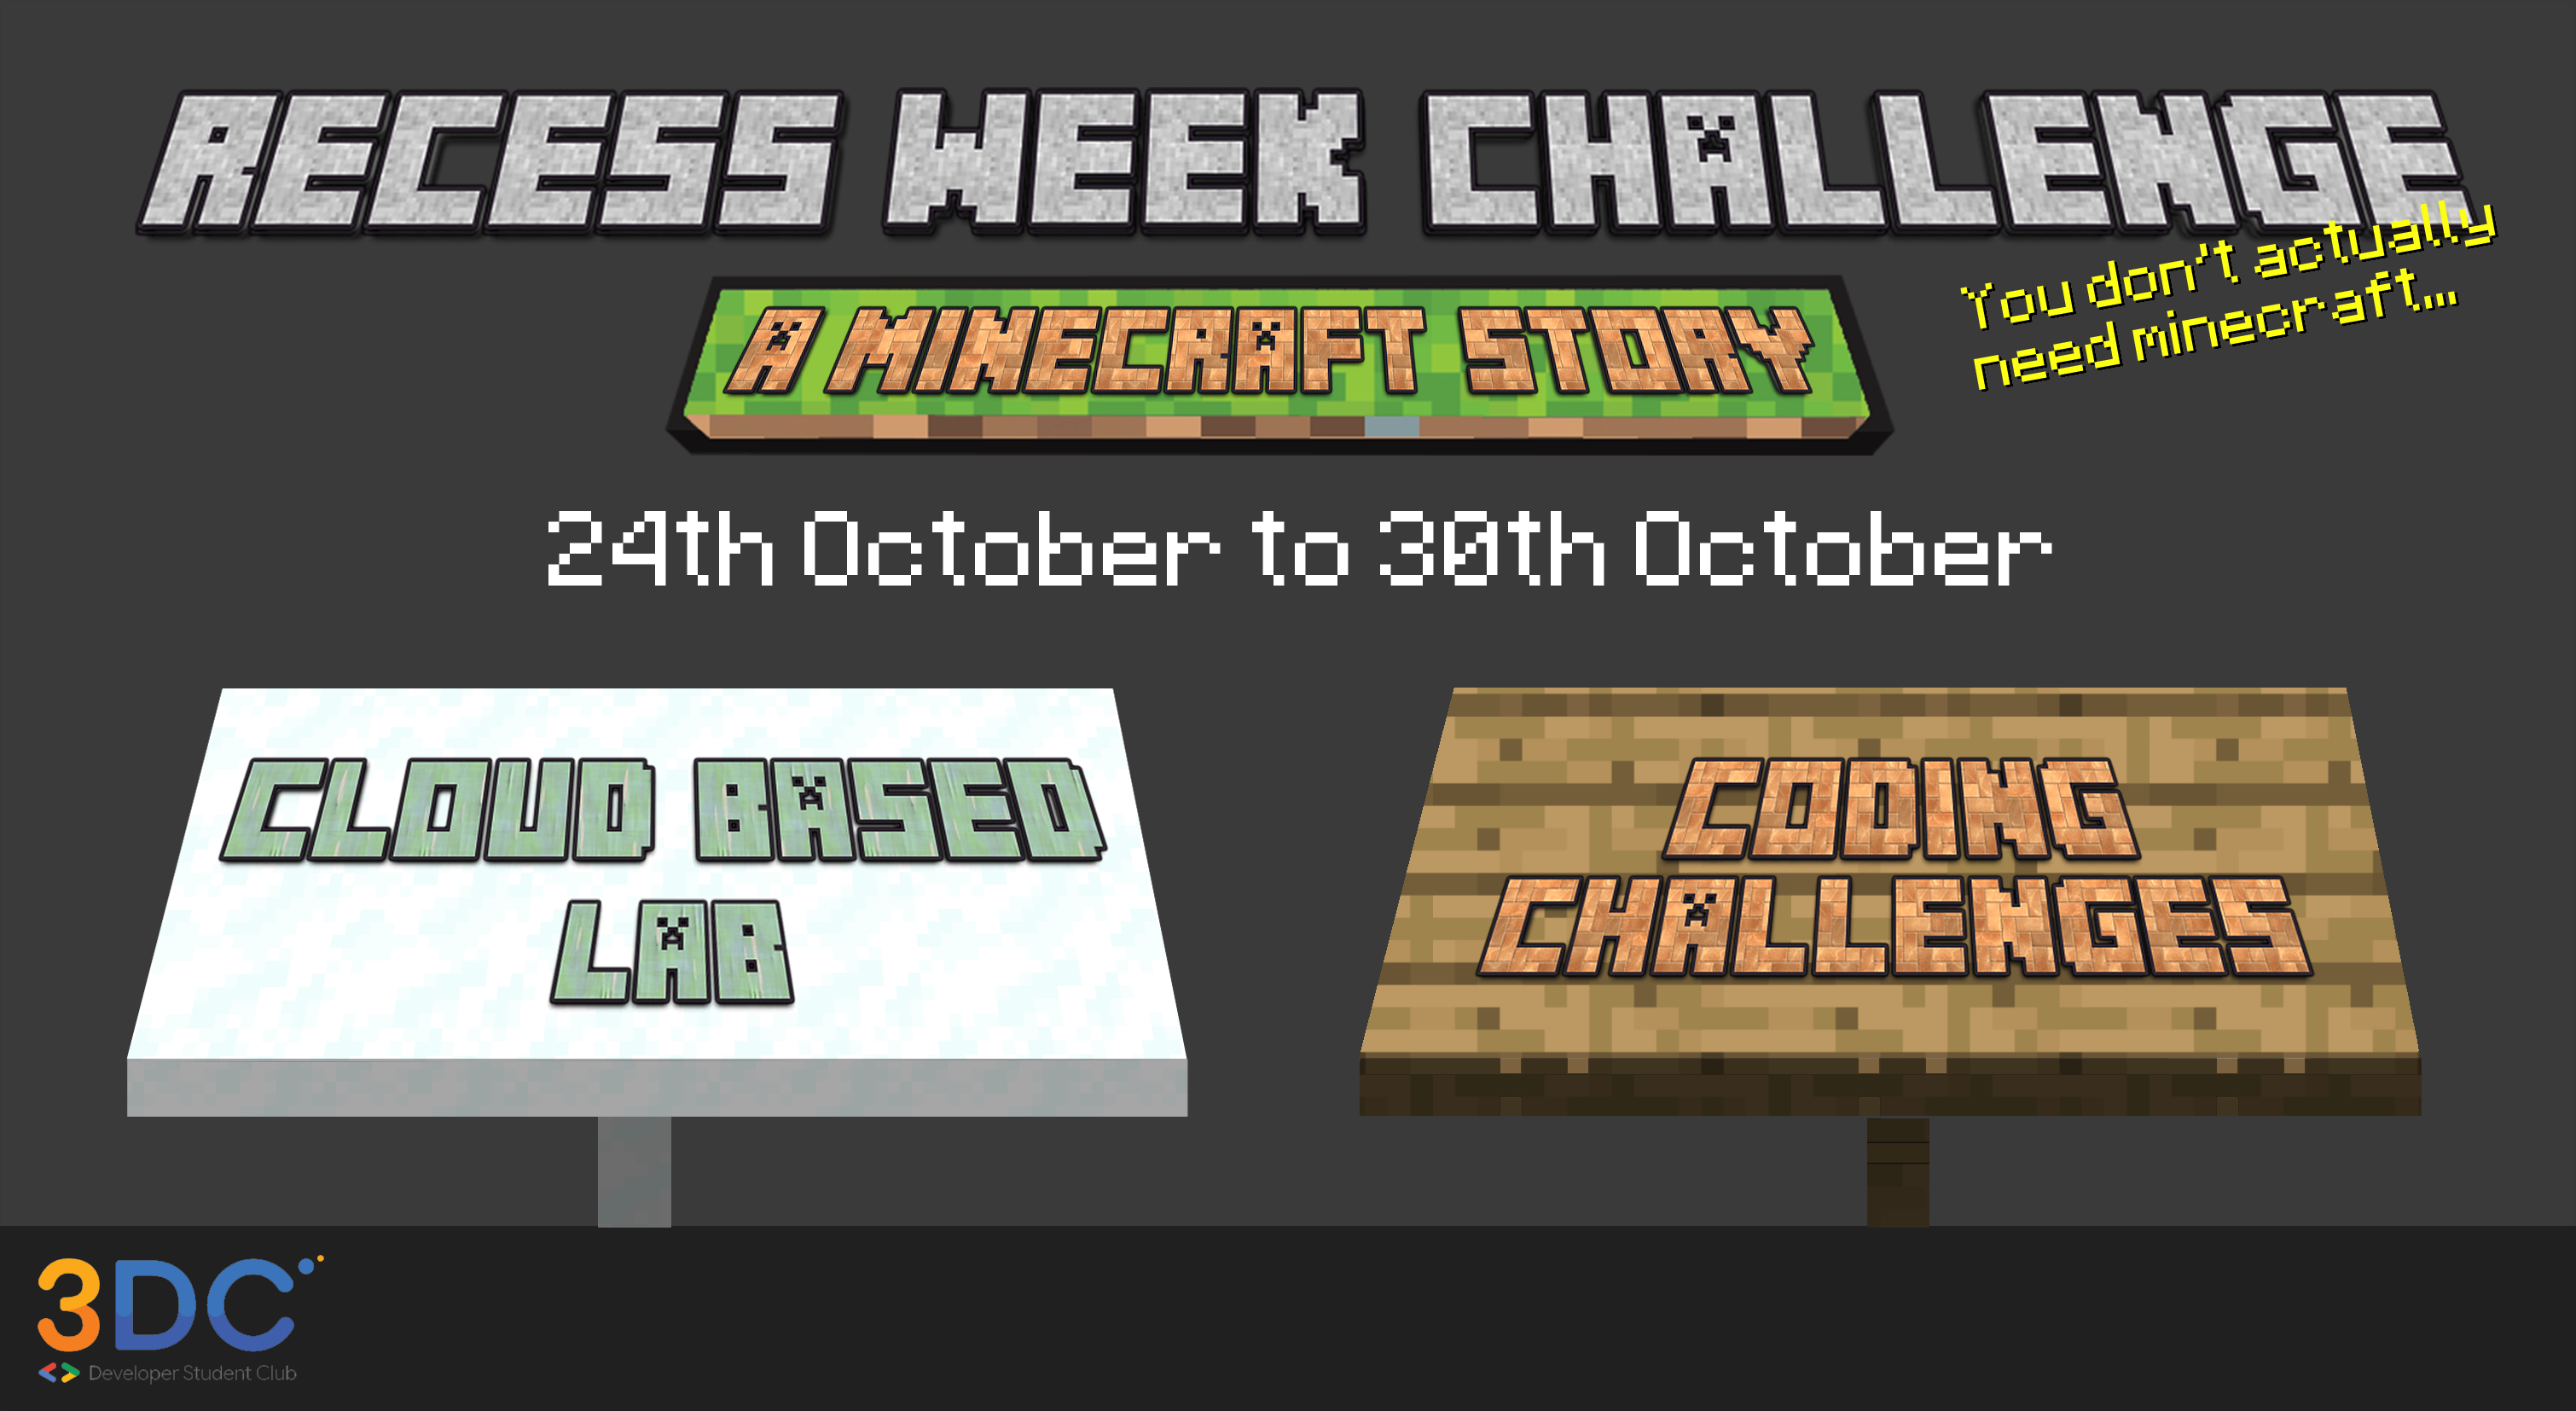 RECESS WEEK CHALLENGE
You don't actually
need minecraft...
A MINECRAFT STORY
24th October to 30th October
CLOUD BASED
LAB
CODING
CHALLENGES
3DC
<> Developer Student Club